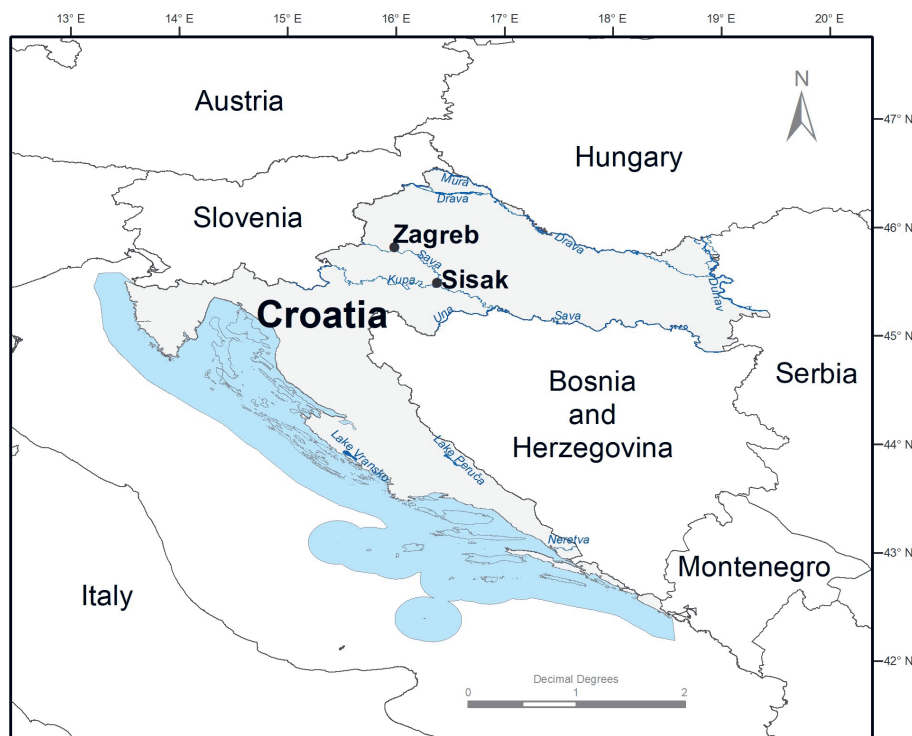 13° E
14° E
15° E
16° E
17° E
18° E
19° E
20° E
N
47° N
46° N
45° N
44° N
43° N
42° N
Austria
Hungary
Mura
Drava
Slovenia
Zagreb
Sava
Drava
Kupa
Sisak
Dunav
Croatia
Una
Sava
Bosnia
and
Herzegovina
Serbia
Lake Vransko
Lake Peruča
Neretva
Montenegro
Italy
Decimal Degrees
0
1
2